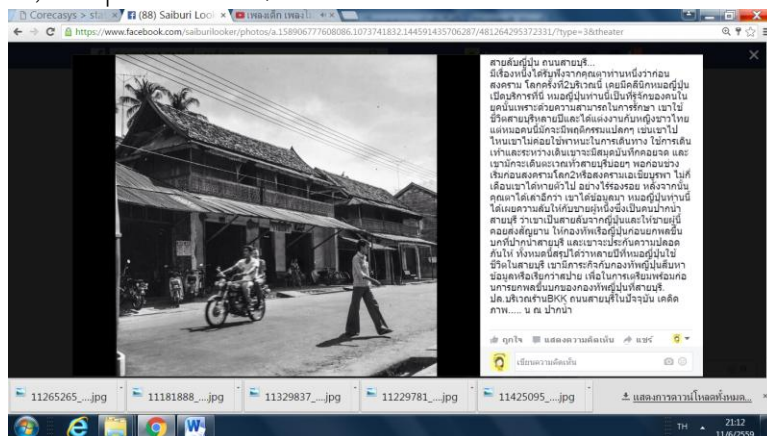 Corecasys > sta
(88) Saiburi Loo
เพลงเด็ก เพลงใ
https://www.facebook.com/saiburilooker/photos/a.158906777608086.1073741832.144591435706287/481264295372331/?type=3&theater
สายลับญี่ปุ่น ถนนสายบุรี...
มีเรื่องหนึ่งได้รับฟังจากคุณตาท่านหนึ่งว่าก่อน
สงคราม โลกครั้งที่2บริเวณนี้ เคยมีคลินิกหมอญี่ปุ่น
เปิดบริการที่นี่ หมอญี่ปุ่นท่านนี้เป็นที่รู้จักของคนใน
ยุคนั้นเพราะด้วยความสามารถในการรักษา เขาใช้
ชีวิตสายบุรีหลายปีและได้แต่งงานกับหญิงชาวไทย
แต่หมอคนนี้มักจะมีพฤติกรรมแปลกๆ เช่นเขาไป
ไหนเขาไม่ค่อยใช้พาหนะในการเดินทาง ใช้การเดิน
เท้าและระหว่างเดินเขาจะมีสมุดบันทึกคอยจด และ
เขามักจะเดินตะเวนทั่วสายบุรีบ่อยๆ พอก่อนช่วง
เริ่มก่อนสงครามโลก2หรือสงครามเอเชียบูรพา ไม่กี่
เดือนเขาได้หายตัวไป อย่างไร้ร่องรอย หลังจากนั้น
คุณตาได้เล่าอีกว่า เขาได้ข้อมูลมา หมอญี่ปุ่นท่านนี้
ได้เผยความลับให้กับชายผู้หนึ่งซึ่งเป็นคนปากน้ำ
สายบุรี ว่าเขาเป็นสายลับจากญี่ปุ่นและให้ชายผู้นี้
คอยส่งสัญญาน ให้กองทัพเรือญี่ปุ่นก่อนยกพลขึ้น
บกที่ปากน้ำสายบุรี และเขาจะประกันความปลอด
ภัยให้ ทั้งหมดนี้สรุปได้ว่าหลายปีที่หมอญี่ปุ่นใช้
ชีวิตในสายบุรี เขามีภาระกิจกับกองทัพญี่ปุ่นสืบหา
ข้อมูลหรือเรียกว่าสปาย เพื่อในการเตรียมพร้อมก่อ
นการยกพลขึ้นบกของกองทัพญี่ปุ่นที่สายบุรี.
ปล.บริเวณร้านBKK ถนนสายบุรีในปัจจุบัน เคดิต
ภาพ..... น ณ ปากน้ำ
ถูกใจ แสดงความคิดเห็น แชร์
เขียนความคิดเห็น
11265265_....jpg
11181888_....jpg
11329837_....jpg
11229781_....jpg
11425095_....jpg
แสดงการดาวน์โหลดทั้งหมด...
TH
21:12
11/6/2559